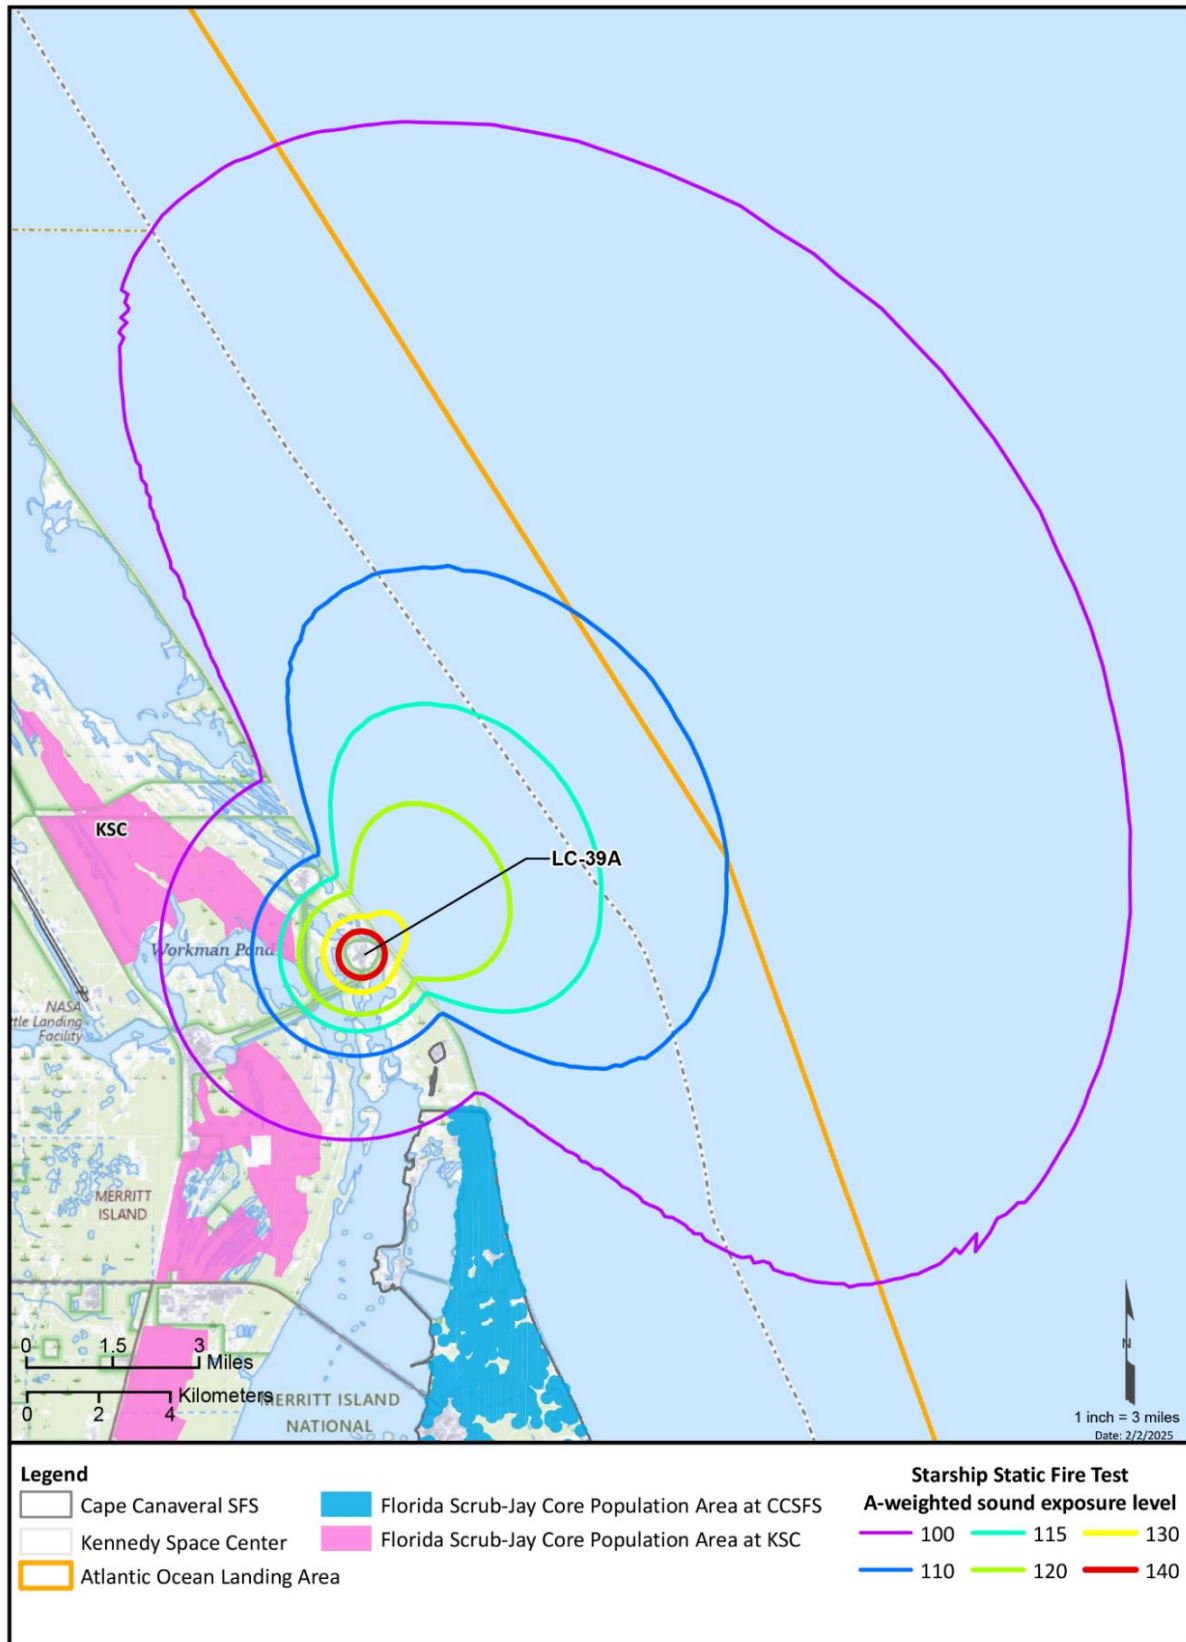 KSC
LC-39A
Workman Pond
NASA
ttle Landing
Facility
MERRITT
ISLAND
0 1.5 3
Miles
Kilometers
0 2 4
MERRITT ISLAND
NATIONAL
N
1 inch = 3 miles
Date: 2/2/2025
Legend
Cape Canaveral SFS
Kennedy Space Center
Atlantic Ocean Landing Area
Florida Scrub-Jay Core Population Area at CCSFS
Florida Scrub-Jay Core Population Area at KSC
Starship Static Fire Test
A-weighted sound exposure level
100 115 130
110 120 140